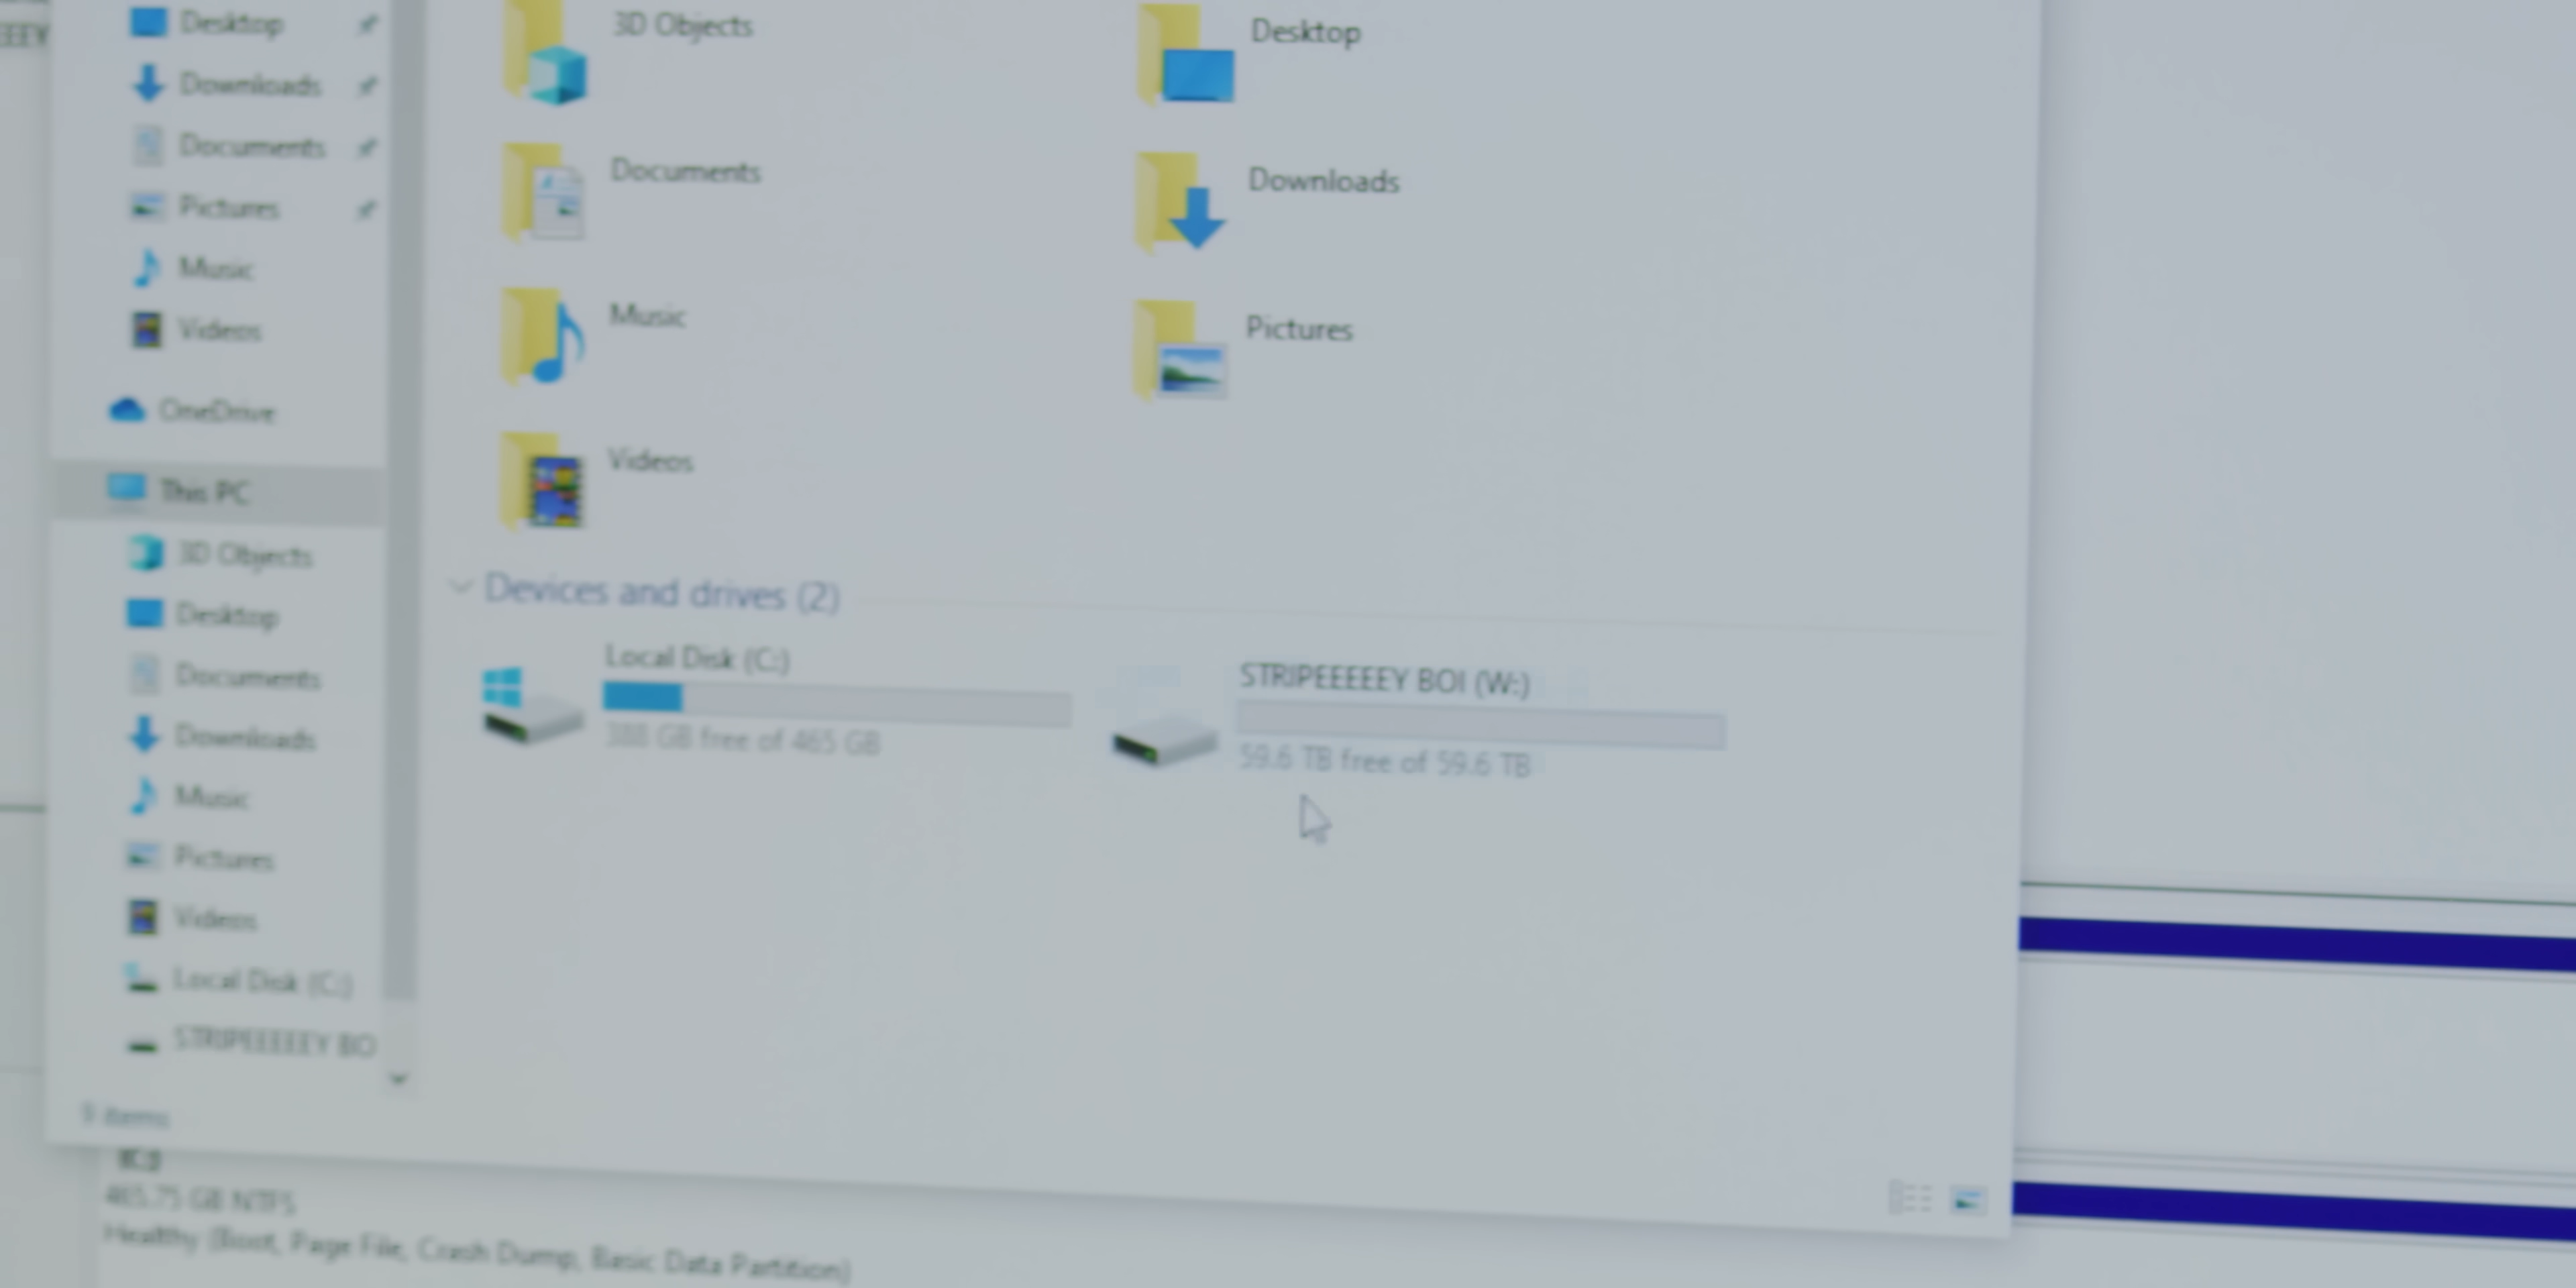 EEEY
Desktop
Downloads
Documents
Pictures
Music
Videos
OneDrive
This PC
3D Objects
Desktop
Documents
Downloads
Music
Pictures
Videos
Local Disk (C:)
STRIPEEEEEY BO
9 items
3D Objects
Desktop
Documents
Downloads
Music
Pictures
Videos
Devices and drives (2)
Local Disk (C:)
388 GB free of 465 GB
STRIPEEEEEY BOI (W:)
59.6 TB free of 59.6 TB
(C:)
465.75 GB NTFS
Healthy (Boot, Page File, Crash Dump, Basic Data Partition)